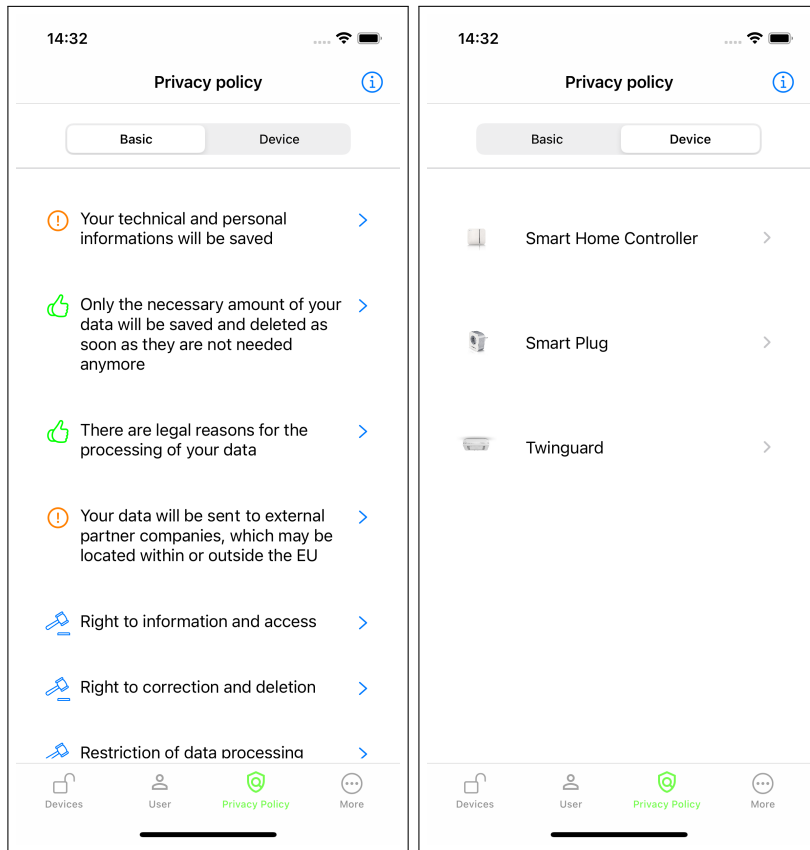 14:32
Privacy policy
Basic
Device
Your technical and personal
informations will be saved
Only the necessary amount of your
data will be saved and deleted as
soon as they are not needed
anymore
There are legal reasons for the
processing of your data
Your data will be sent to external
partner companies, which may be
located within or outside the EU
Right to information and access
Right to correction and deletion
Restriction of data processing
Devices
User
Privacy Policy
More
14:32
Privacy policy
Basic
Device
Smart Home Controller
Smart Plug
Twinguard
Devices
User
Privacy Policy
More